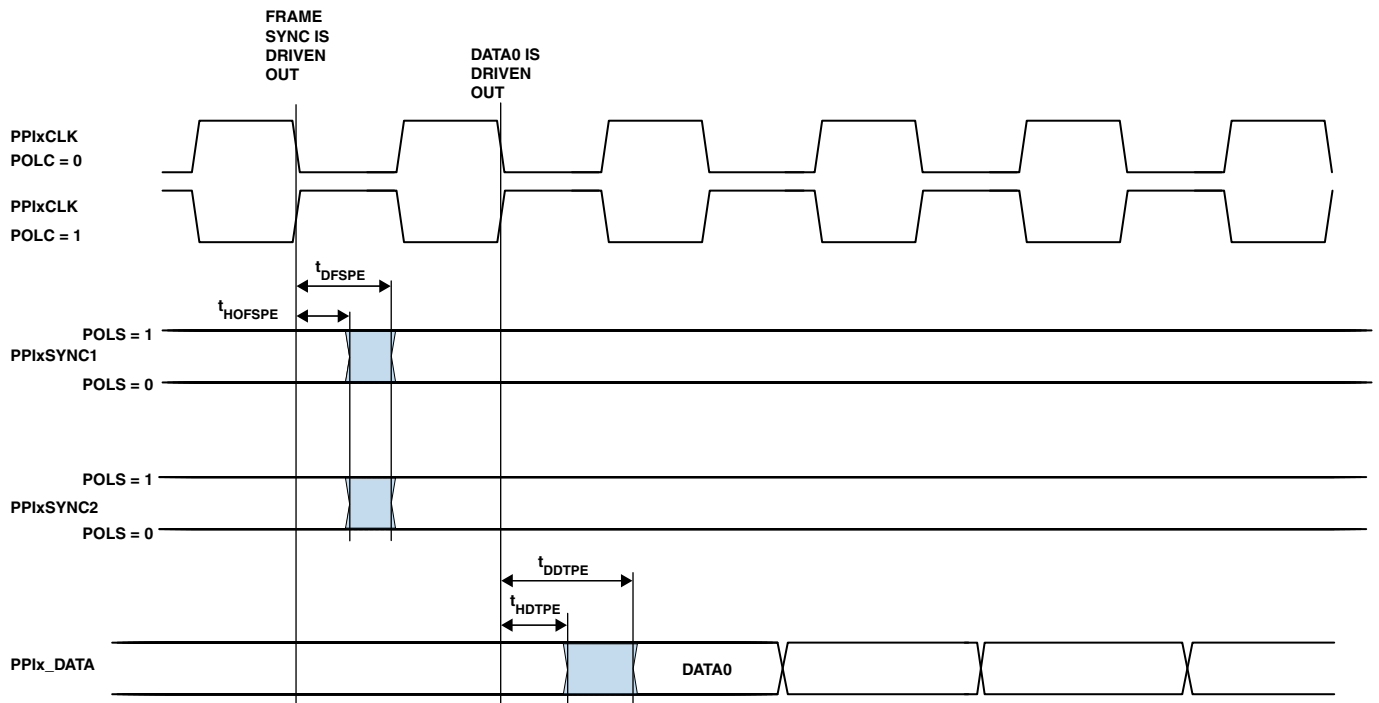 FRAME
SYNC IS
DRIVEN
OUT
DATA0 IS
DRIVEN
OUT
PPIxCLK
POLC = 0
PPIxCLK
POLC = 1
tDFSPE
tHOFSPE
POLS = 1
PPIxSYNC1
POLS = 0
POLS = 1
PPIxSYNC2
POLS = 0
tDDTPE
tHDTPE
PPIx_DATA
DATA0